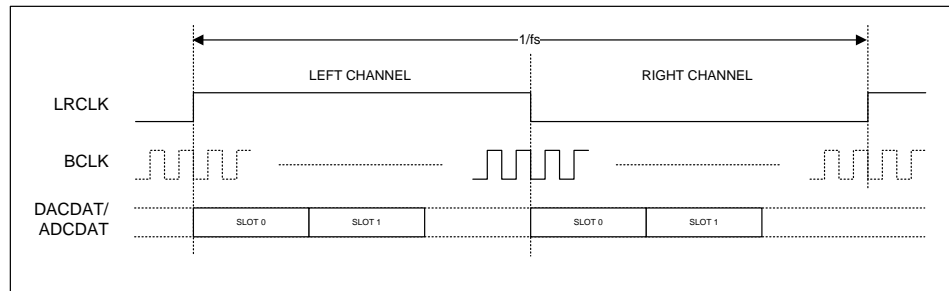 1/fs
LEFT CHANNEL RIGHT CHANNEL
LRCLK
BCLK
DACDAT/
ADCDAT
SLOT 0 SLOT 1 SLOT 0 SLOT 1